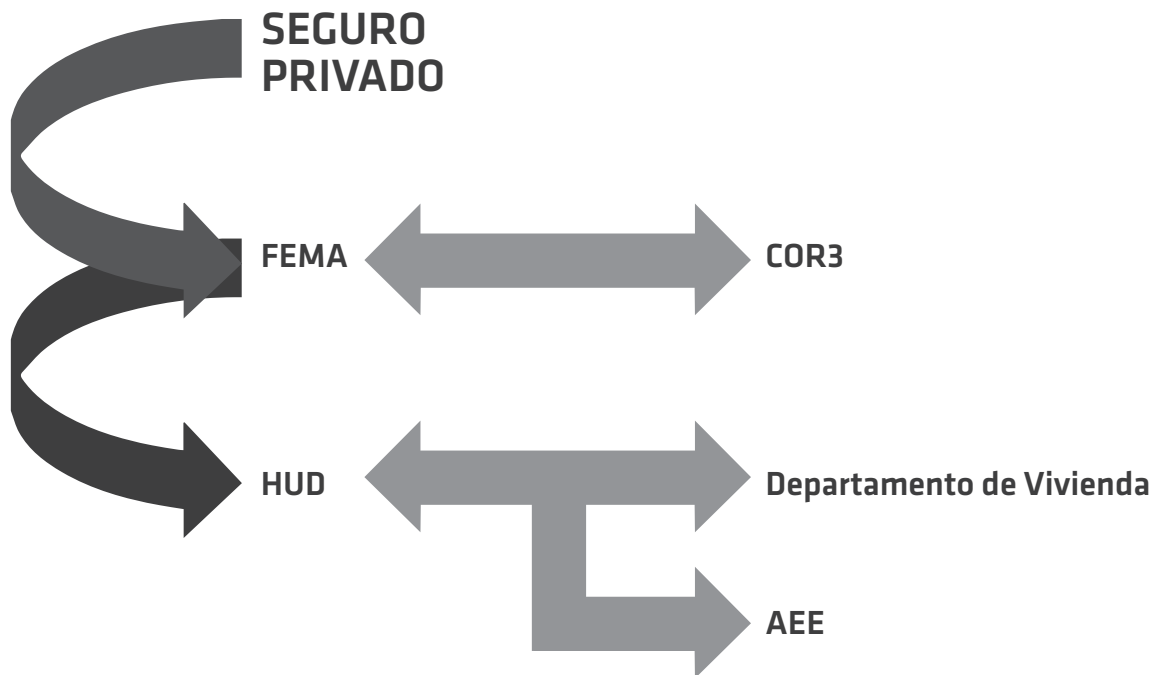 SEGURO
PRIVADO
FEMA
COR3
HUD
Departamento de Vivienda
AEE